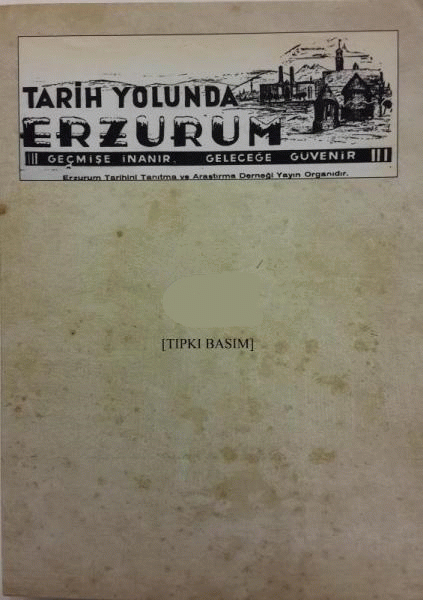 TARİH YOLUNDA
ERZURUM
GEÇMİŞE İNANIR. GELECEĞE GÜVENİR
Erzurum Tarihini Tanıtma ve Araştırma Derneği Yayın Organıdır.
[TIPKI BASIM]